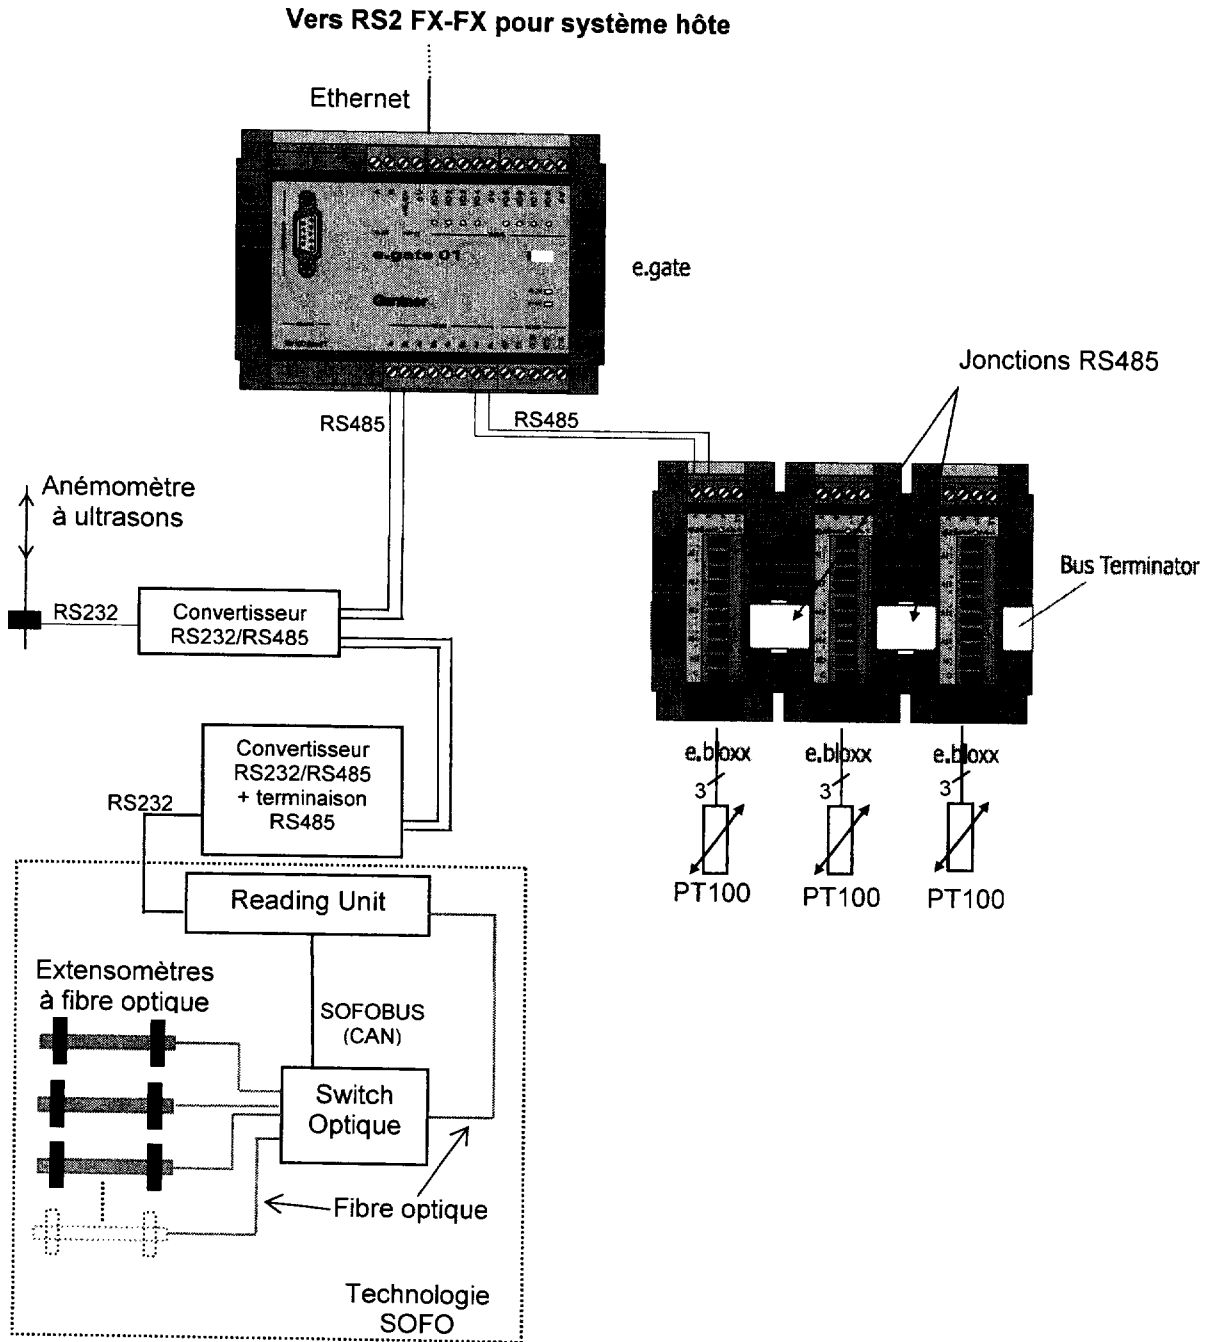 Vers RS2 FX-FX pour système hôte
Ethernet
e.gate 01
Gantner
e.gate
Jonctions RS485
RS485
RS485
Anémomètre
à ultrasons
Bus Terminator
RS232
Convertisseur
RS232/RS485
e.bloxx
e.bloxx
e.bloxx
Convertisseur
RS232/RS485
+ terminaison
RS485
3
3
3
RS232
PT100
PT100
PT100
Reading Unit
Extensomètres
à fibre optique
SOFOBUS
(CAN)
Switch
Optique
Fibre optique
Technologie
SOFO